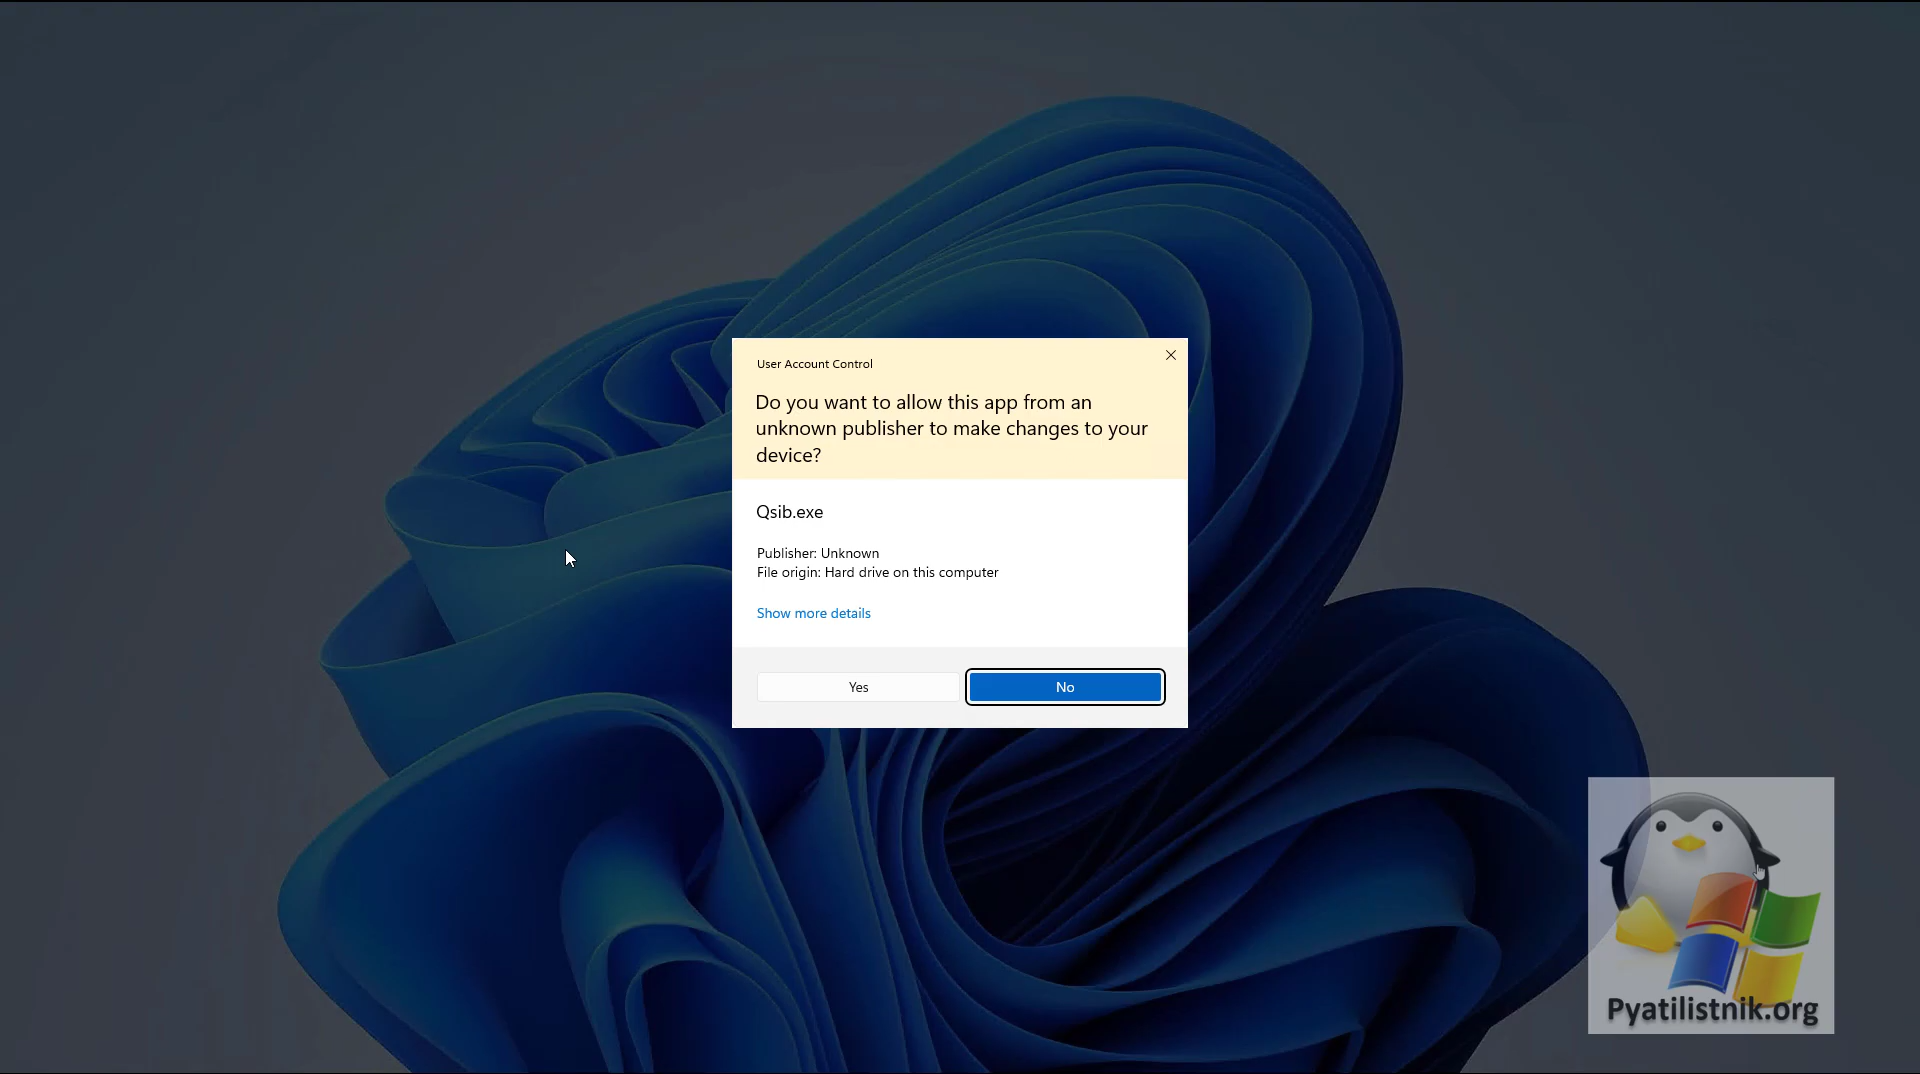 User Account Control
Do you want to allow this app from an
unknown publisher to make changes to your
device?
Qsib.exe
Publisher: Unknown
File origin: Hard drive on this computer
Show more details
Yes
No
Pyatilistnik.org